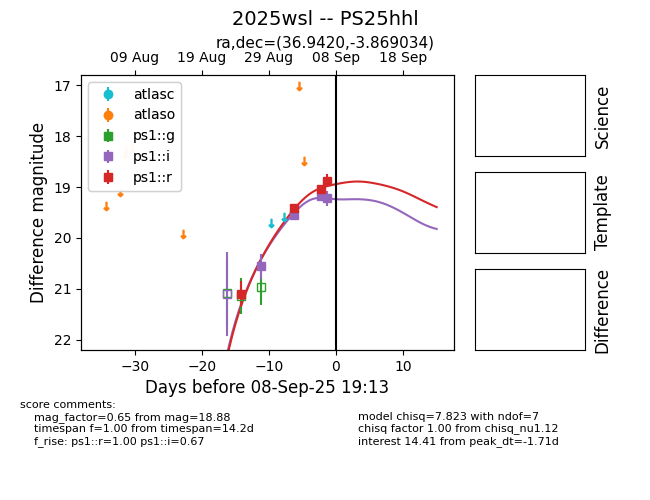 2025wsl -- PS25hhl
ra,dec=(36.9420,-3.869034)
09 Aug 19 Aug 29 Aug 08 Sep 18 Sep
atlasc
atlaso
ps1::g
ps1::i
ps1::r
17
18
19
20
21
22
Difference magnitude
−30 −20 −10 0 10
Days before 08-Sep-25 19:13
Science
Template
Difference
score comments:
mag_factor=0.65 from mag=18.88
timespan f=1.00 from timespan=14.2d
f_rise: ps1::r=1.00 ps1::i=0.67
model chisq=7.823 with ndof=7
chisq factor 1.00 from chisq_nu1.12
interest 14.41 from peak_dt=-1.71d